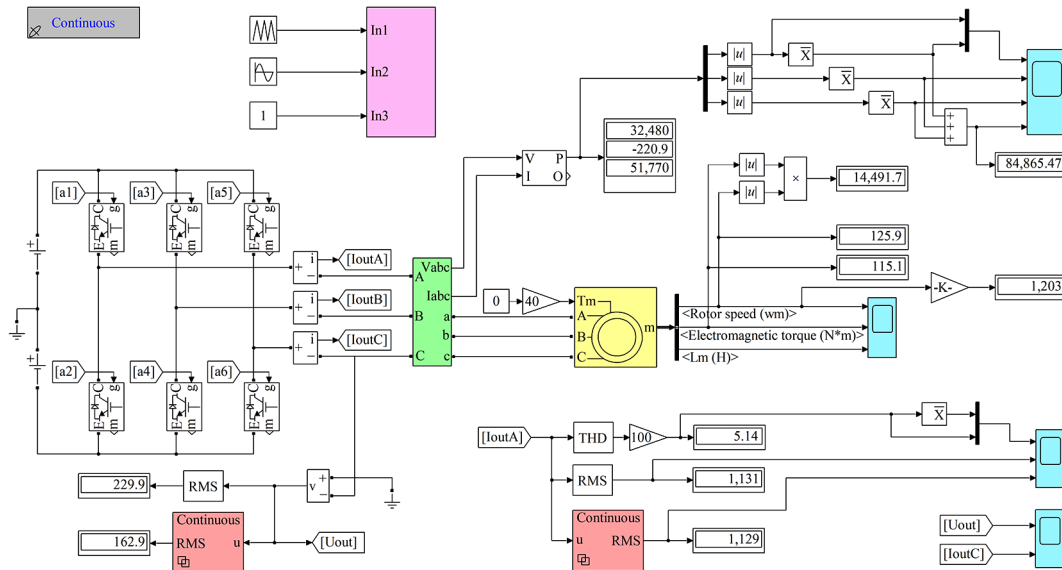 Continuous
In1
In2
1
In3
|u|
X
|u|
X
|u|
X
+
+
+
84,865.47
V
P
I
O
32,480
-220.9
51,770
|u|
|u|
×
14,491.7
125.9
115.1
-K-
1,203
[a1]
[a3]
[a5]
C
g
E
m
C
g
E
m
C
g
E
m
+
+
+
i
−
[IoutA]
+
i
−
[IoutB]
+
i
−
[IoutC]
Vabc
A
Iabc
B
a
b
C
c
0
40
Tm
A
B
C
m
<Rotor speed (wm)>
<Electromagnetic torque (N*m)>
<Lm (H)>
[a2]
[a4]
[a6]
C
g
E
m
C
g
E
m
C
g
E
m
229.9
RMS
v
+
−
162.9
Continuous
RMS
u
[Uout]
[IoutA]
THD
100
5.14
X
RMS
1,131
Continuous
u
RMS
1,129
[Uout]
[IoutC]